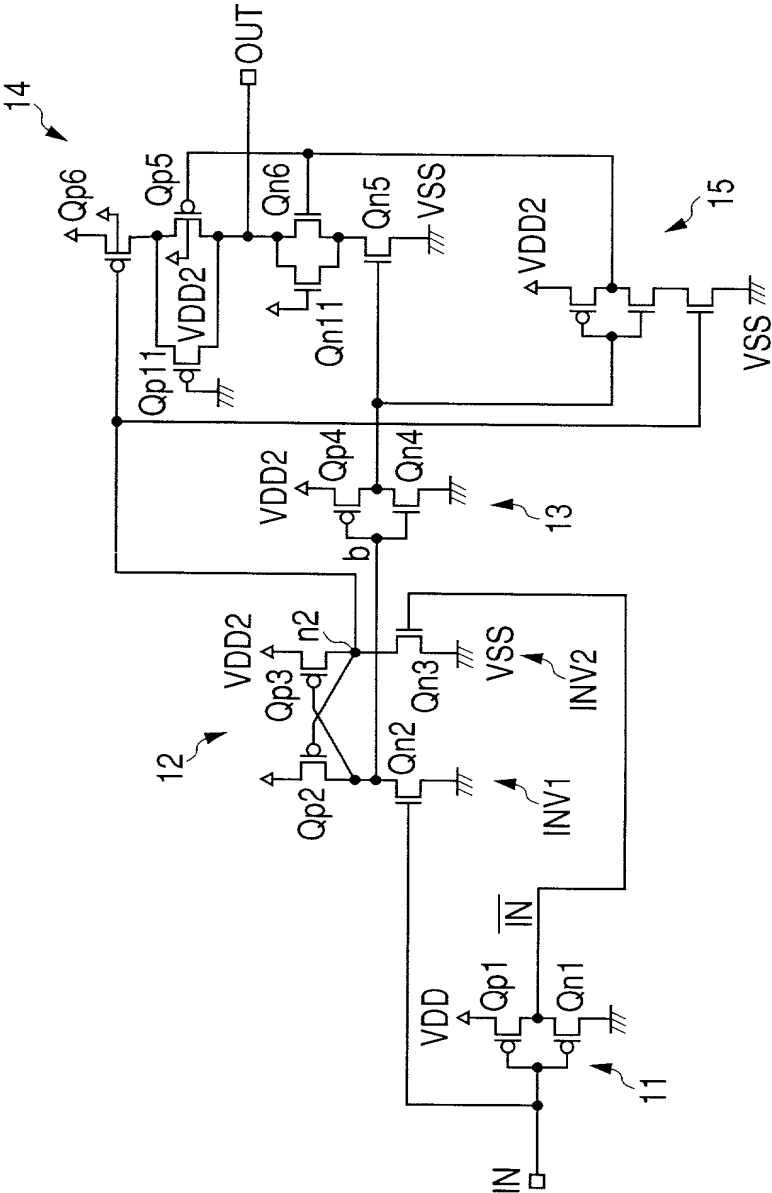 14
OUT
Qp6
Qp5
Qn6
Qn5
VSS
VDD2
Qn11
Qp11
15
VDD2
VSS
VDD2
Qp4
Qn4
b
13
n2
VDD2
Qp3
Qn3
VSS
INV2
12
Qp2
Qn2
INV1
IN
VDD
Qp1
Qn1
11
IN